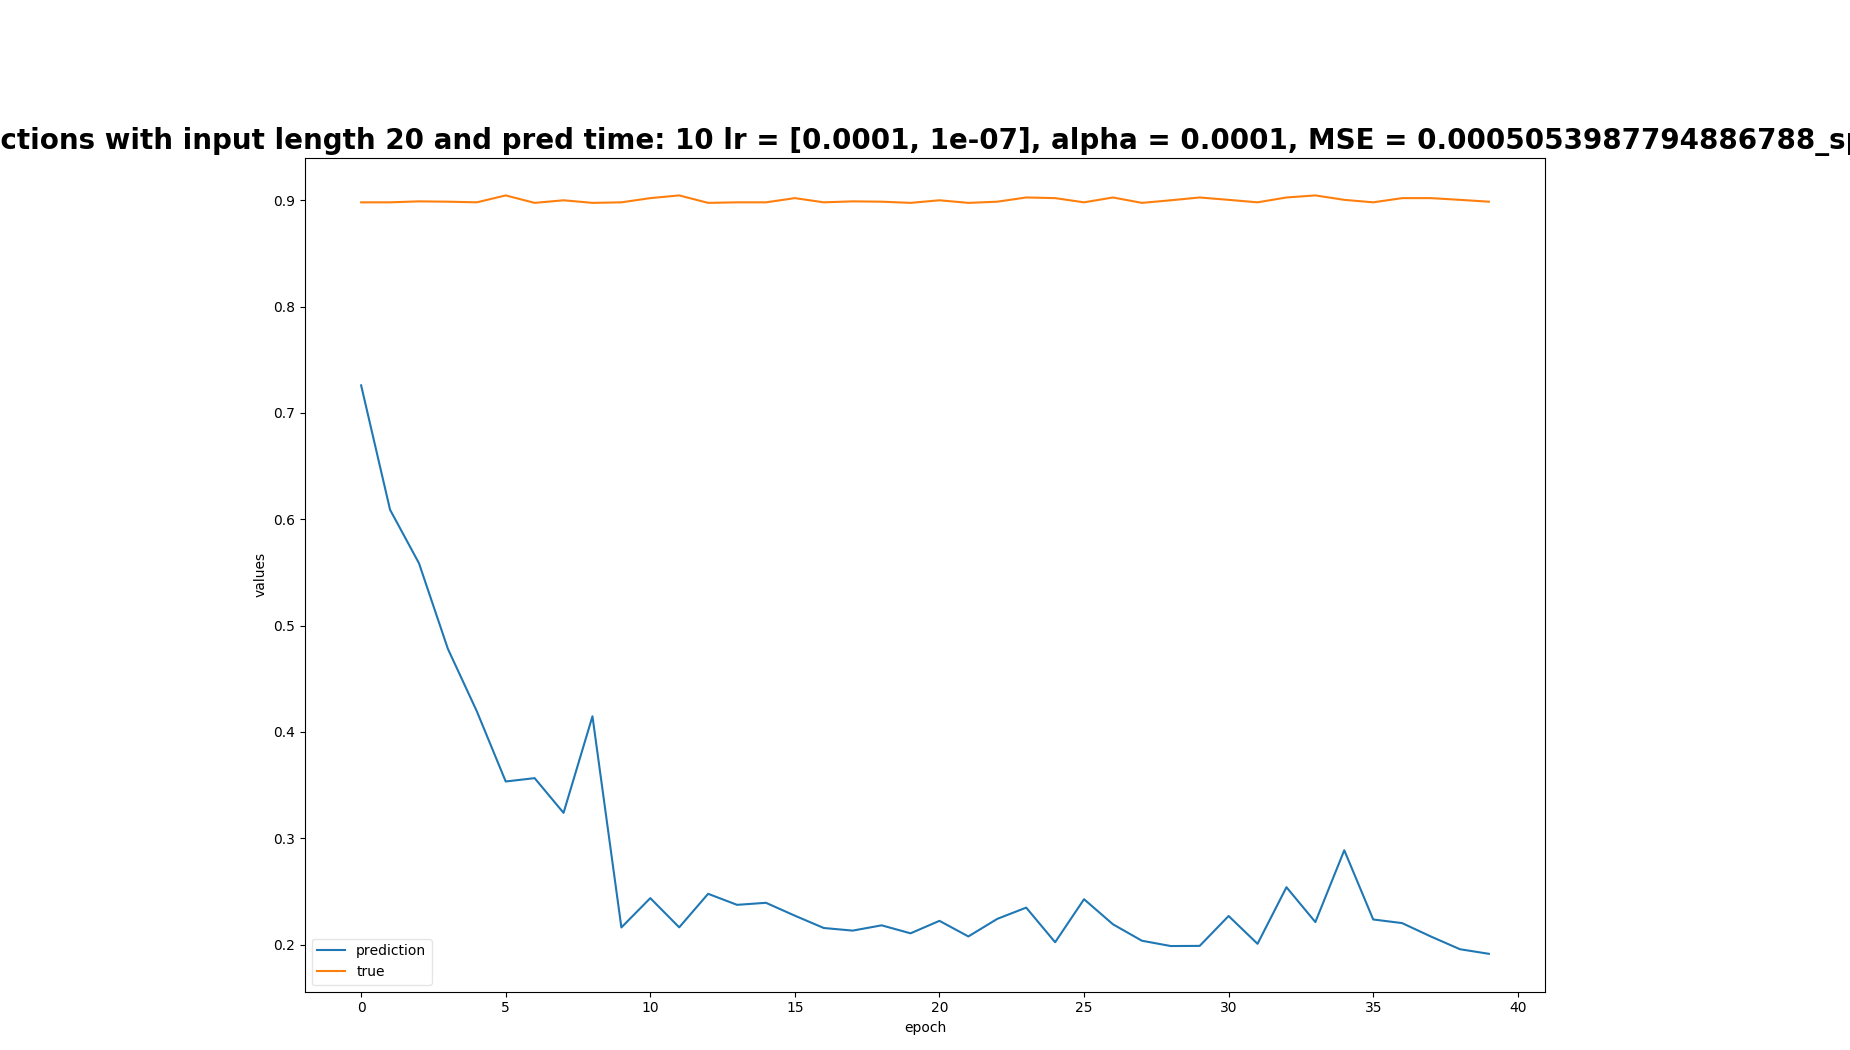 ctions with input length 20 and pred time: 10 lr = [0.0001, 1e-07], alpha = 0.0001, MSE = 0.0005053987794886788_sp
0.9
0.8
0.7
0.6
0.5
0.4
0.3
0.2
values
prediction
true
0 5 10 15 20 25 30 35 40
epoch